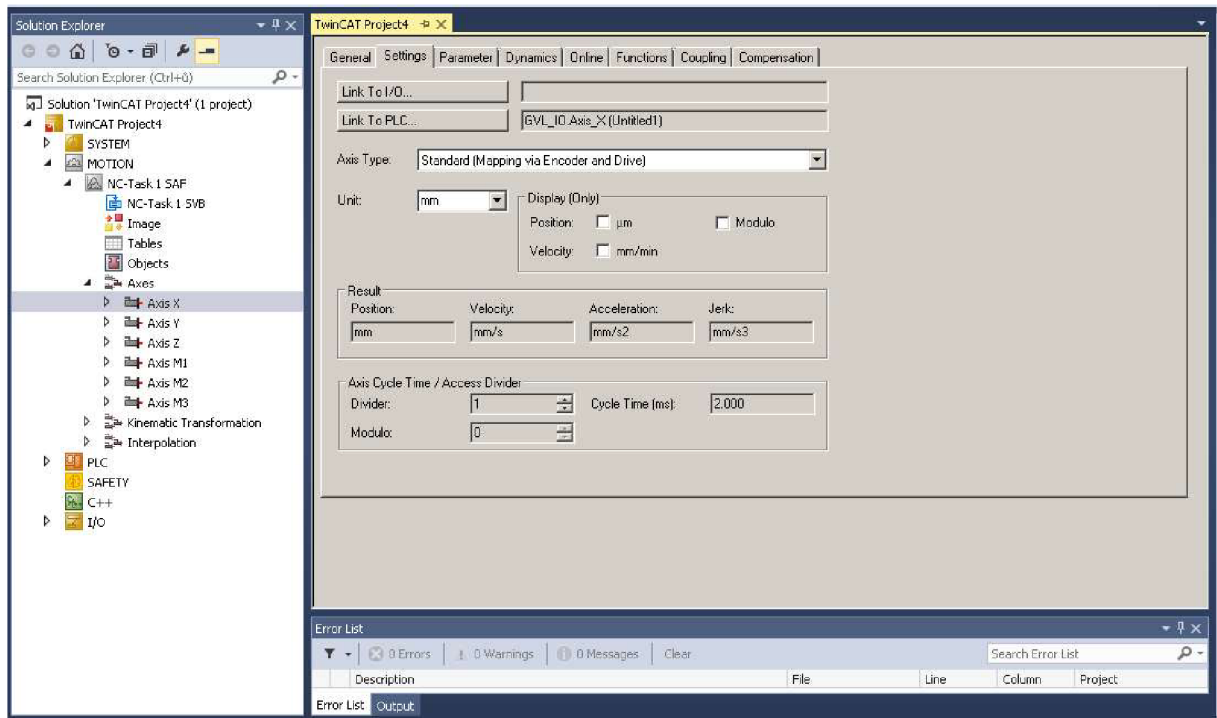 Solution Explorer
Search Solution Explorer (Ctrl+ů)
Solution 'TwinCAT Project4' (1 project)
TwinCAT Project4
SYSTEM
MOTION
NC-Task 1 SAF
NC-Task 1 SVB
Image
Tables
Objects
Axes
Axis X
Axis Y
Axis Z
Axis M1
Axis M2
Axis M3
Kinematic Transformation
Interpolation
PLC
SAFETY
C++
I/O
TwinCAT Project4
General Settings Parameter Dynamics Online Functions Coupling Compensation
Link To I/O...
Link To PLC... GVL_IO.Axis_X (Untitled1)
Axis Type: Standard (Mapping via Encoder and Drive)
Unit: mm Display (Only)
Position: µm Modulo
Velocity: mm/min
Result
Position: Velocity: Acceleration: Jerk:
mm mm/s mm/s2 mm/s3
Axis Cycle Time / Access Divider
Divider: 1 Cycle Time (ms): 2.000
Modulo: 0
Error List
0 Errors 0 Warnings 0 Messages Clear Search Error List
Description File Line Column Project
Error List Output